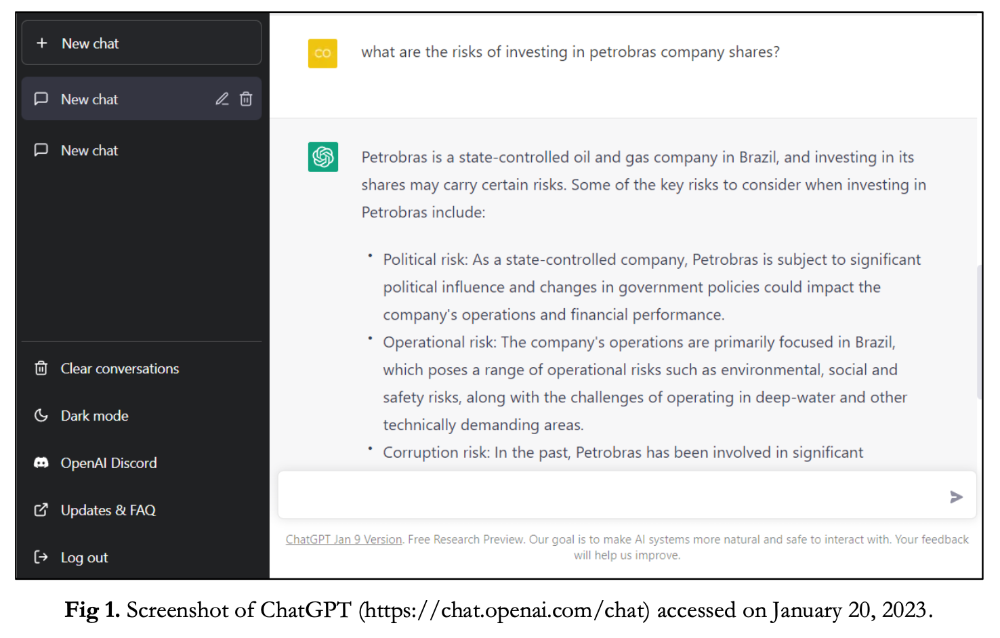 + New chat
New chat
New chat
Clear conversations
Dark mode
OpenAI Discord
Updates & FAQ
Log out
CO
what are the risks of investing in petrobras company shares?
Petrobras is a state-controlled oil and gas company in Brazil, and investing in its
shares may carry certain risks. Some of the key risks to consider when investing in
Petrobras include:
• Political risk: As a state-controlled company, Petrobras is subject to significant
political influence and changes in government policies could impact the
company's operations and financial performance.
• Operational risk: The company's operations are primarily focused in Brazil,
which poses a range of operational risks such as environmental, social and
safety risks, along with the challenges of operating in deep-water and other
technically demanding areas.
• Corruption risk: In the past, Petrobras has been involved in significant
ChatGPT Jan 9 Version. Free Research Preview. Our goal is to make AI systems more natural and safe to interact with. Your feedback
will help us improve.
Fig 1. Screenshot of ChatGPT (https://chat.openai.com/chat) accessed on January 20, 2023.